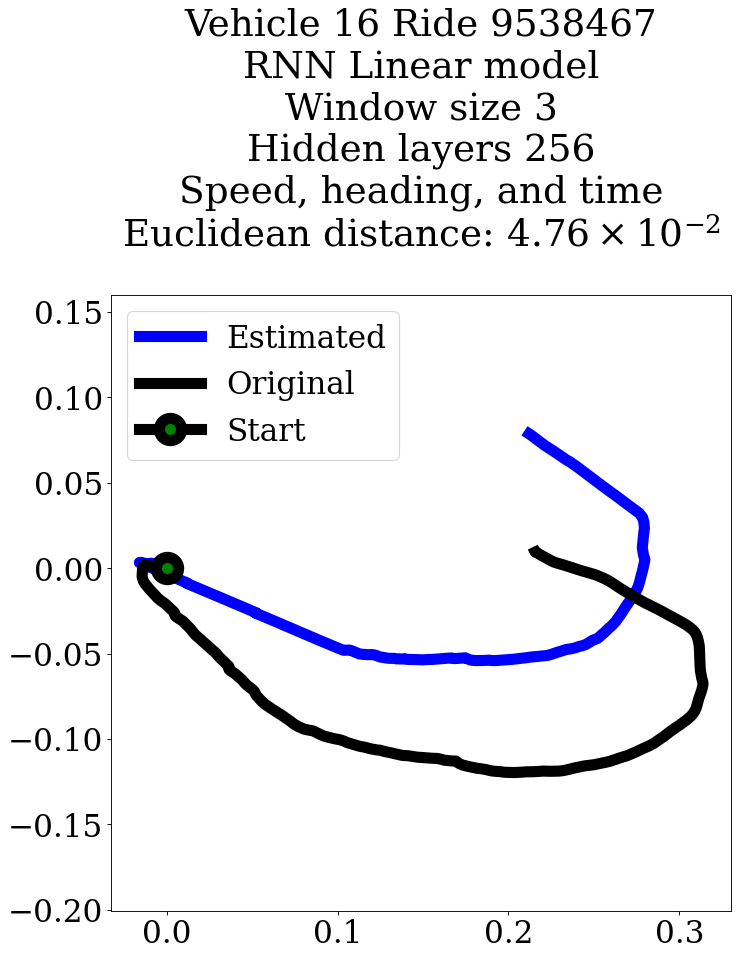 Vehicle 16 Ride 9538467
RNN Linear model
Window size 3
Hidden layers 256
Speed, heading, and time
Euclidean distance: 4.76 × 10⁻²
Estimated
Original
Start
0.15
0.10
0.05
0.00
−0.05
−0.10
−0.15
−0.20
0.0 0.1 0.2 0.3